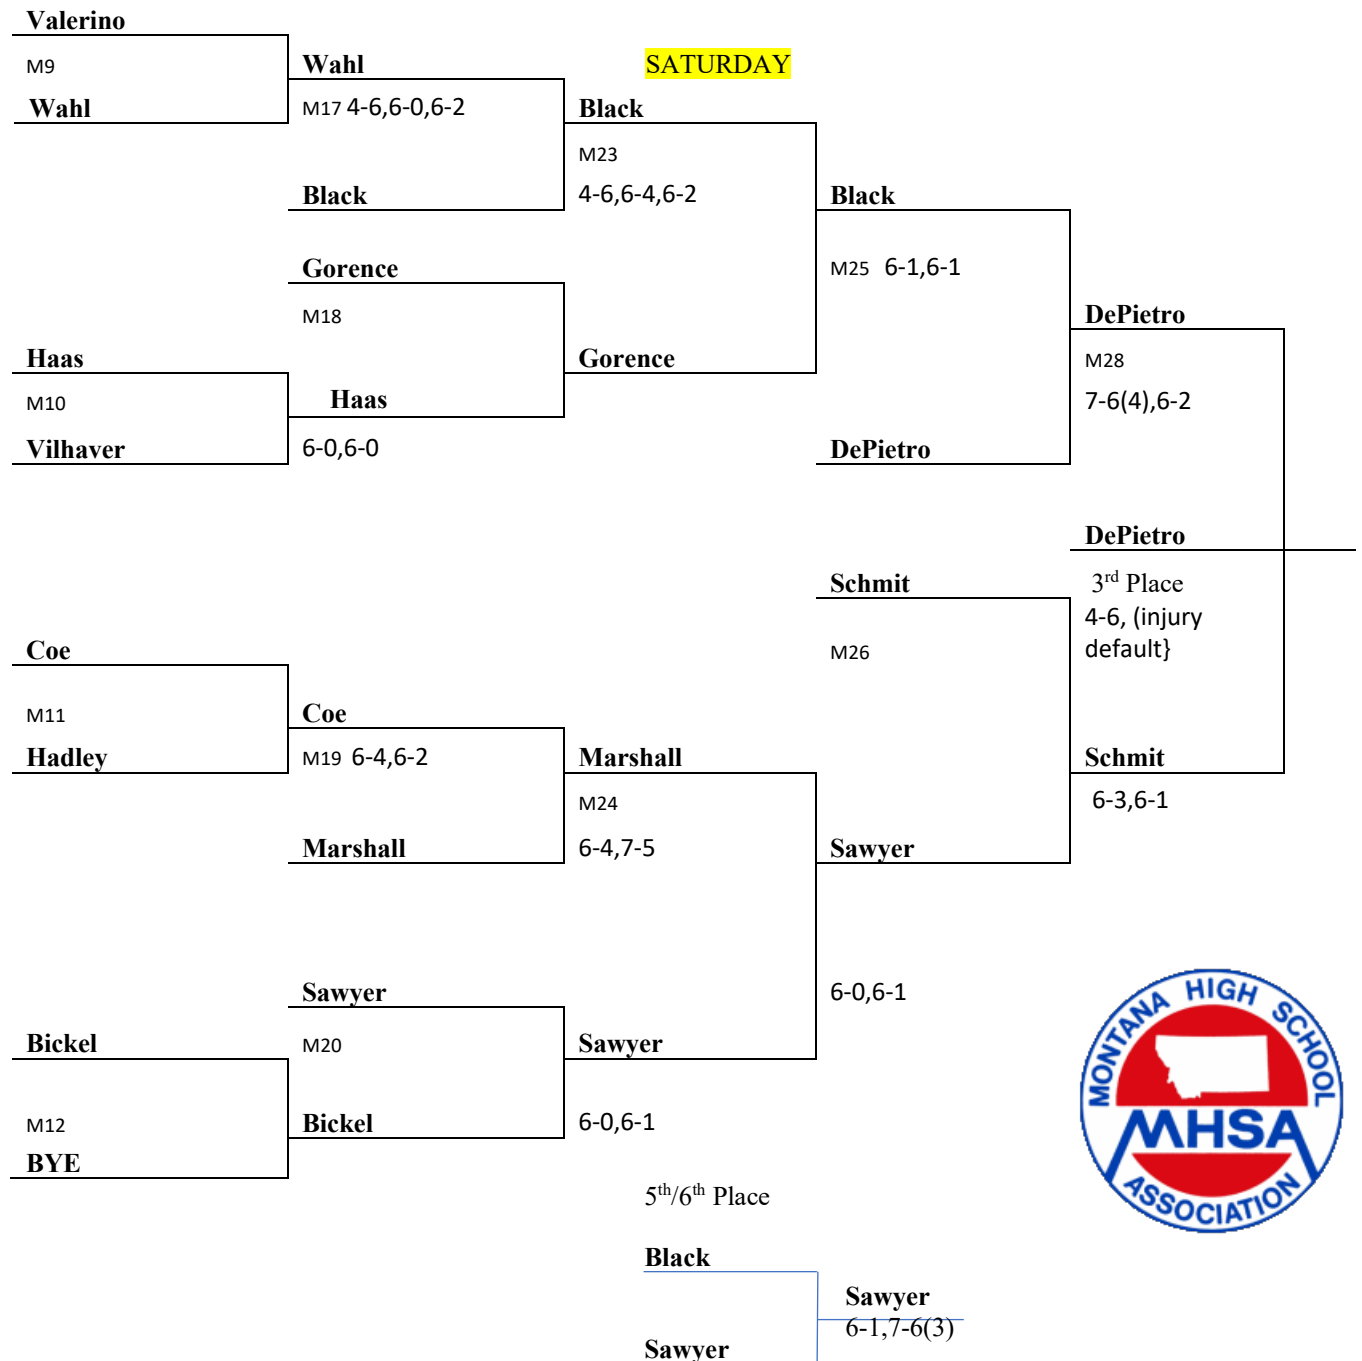 Valerino
M9
Wahl
SATURDAY
Wahl
M17 4-6,6-0,6-2
Black
M23
Black
4-6,6-4,6-2
Black
Gorence
M25 6-1,6-1
M18
DePietro
Haas
Gorence
M28
M10
Haas
7-6(4),6-2
Vilhaver
6-0,6-0
DePietro
DePietro
Schmit
3rd Place
4-6, (injury
default}
Coe
M26
M11
Coe
Hadley
M19 6-4,6-2
Marshall
Schmit
M24
6-3,6-1
Marshall
6-4,7-5
Sawyer
Sawyer
6-0,6-1
Bickel
M20
Sawyer
M12
Bickel
6-0,6-1
BYE
MONTANA HIGH SCHOOL
MHSA
ASSOCIATION
5th/6th Place
Black
Sawyer
6-1,7-6(3)
Sawyer